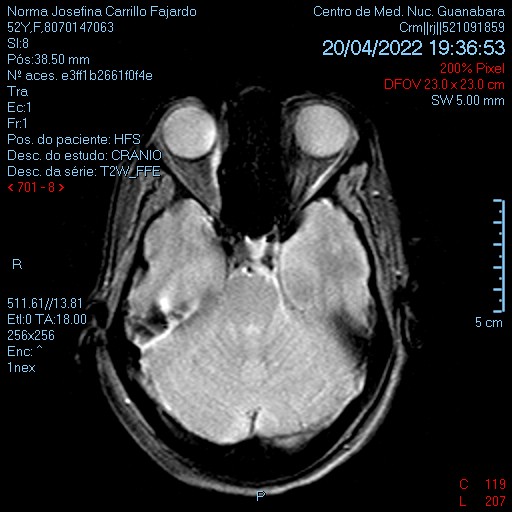 Norma Josefina Carrillo Fajardo
52Y,F,8070147063
Sl:8
Pós:38.50 mm
Nº aces. e3ff1b2661f0f4e
Tra
Ec:1
Fr:1
Pos. do paciente: HFS
Desc. do estudo: CRANIO
Desc. da série: T2W_FFE
< 701 - 8 >
Centro de Med. Nuc. Guanabara
Crm||rj||521091859
20/04/2022 19:36:53
200% Pixel
DFOV 23.0 x 23.0 cm
SW 5.00 mm
R
5 cm
511.61//13.81
Etl:0 TA:18.00
256x256
Enc: ^
1nex
P
C 119
L 207